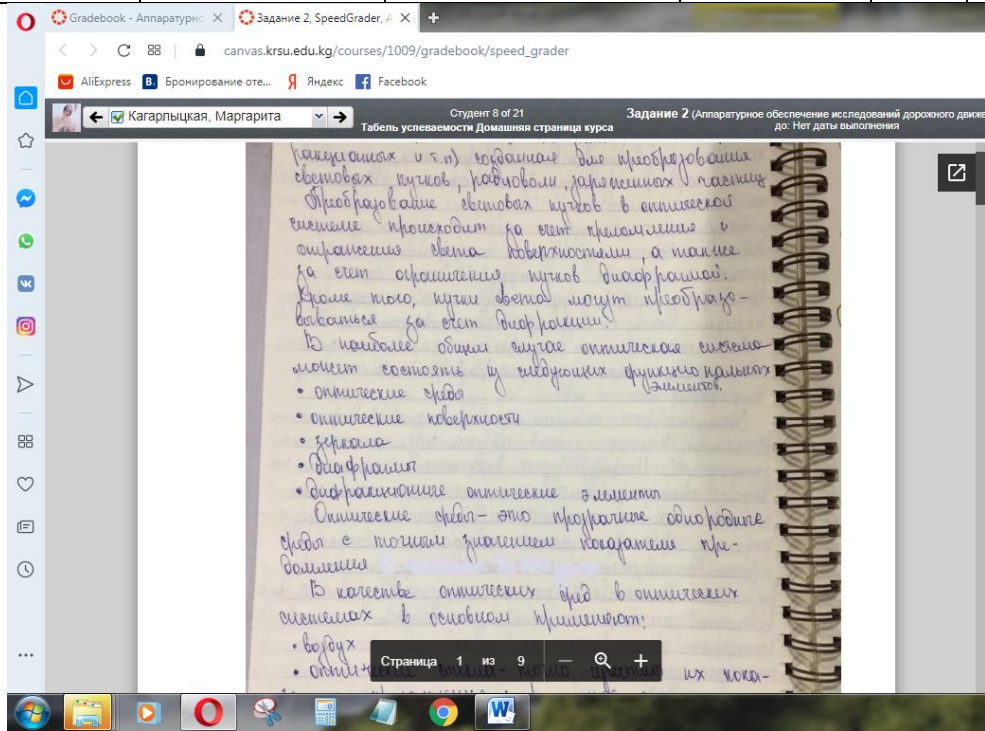 Gradebook - Аппаратурно
Задание 2, SpeedGrader, А
canvas.krsu.edu.kg/courses/1009/gradebook/speed_grader
AliExpress
B. Бронирование оте...
Я Яндекс
Facebook
Кагарлыцкая, Маргарита
Студент 8 of 21
Табель успеваемости Домашняя страница курса
Задание 2 (Аппаратурное обеспечение исследований дорожного движе
до: Нет даты выполнения
и т.п) созданная для преобразования
световых пучков, радиоволн, заряженных частиц
Преобразование световых пучков в оптической
системе происходит за счет преломления и
отражения света поверхностями, а также
за счет ограничения пучков диафрагмой.
Кроме того, пучки света могут преобразо-
вываться за счет дифракции.
В наиболее общем случае оптическая система
может состоять из следующих функциональных
элементов.
• оптические среды
• оптические поверхности
• зеркала
• диафрагмы
• дифракционные оптические элементы
Оптические среды - это прозрачные однородные
среды с точным значением показателя пре-
ломления
В качестве оптических сред в оптических
системах в основном применяют:
• воздух
Страница 1 из 9
их пока-